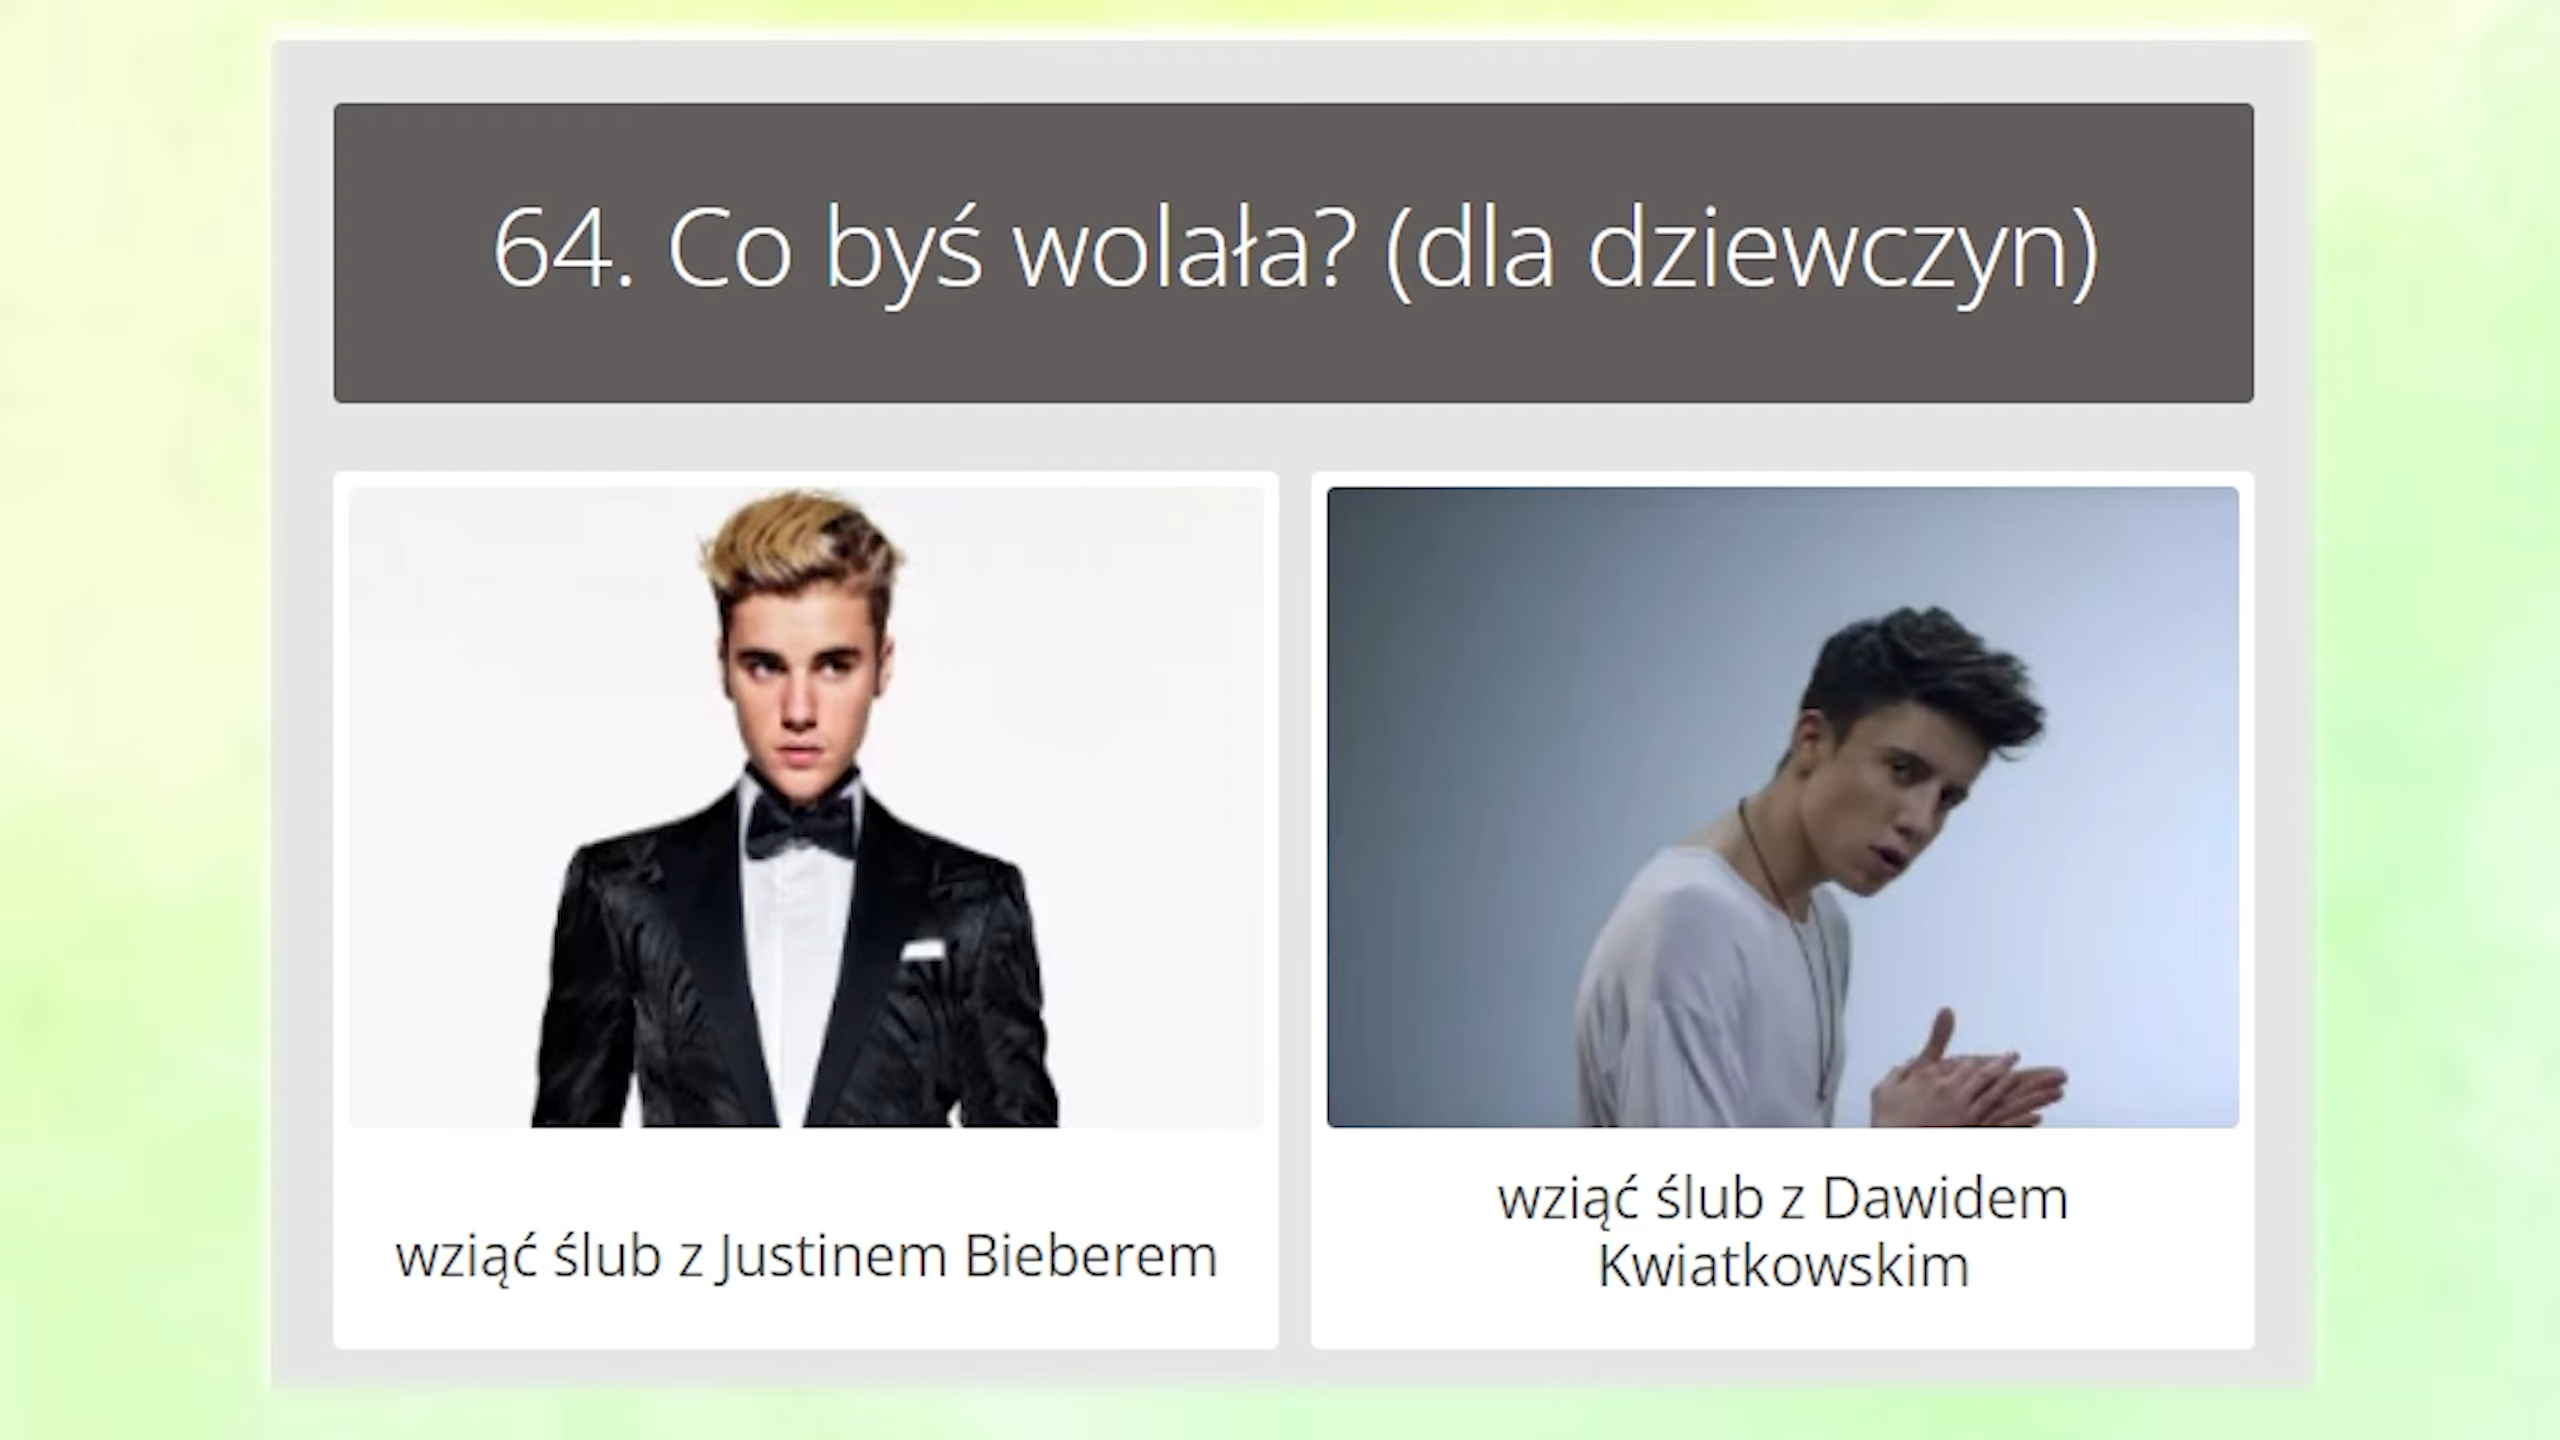 64. Co byś wolała? (dla dziewczyn)
wziąć ślub z Justinem Bieberem
wziąć ślub z Dawidem
Kwiatkowskim